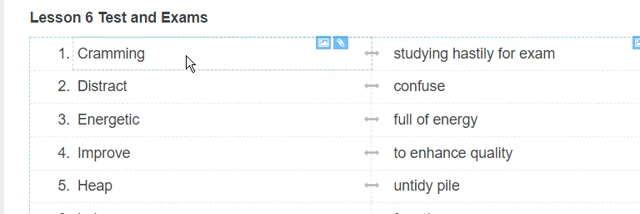 Lesson 6 Test and Exams
1. Cramming studying hastily for exam
2. Distract confuse
3. Energetic full of energy
4. Improve to enhance quality
5. Heap untidy pile